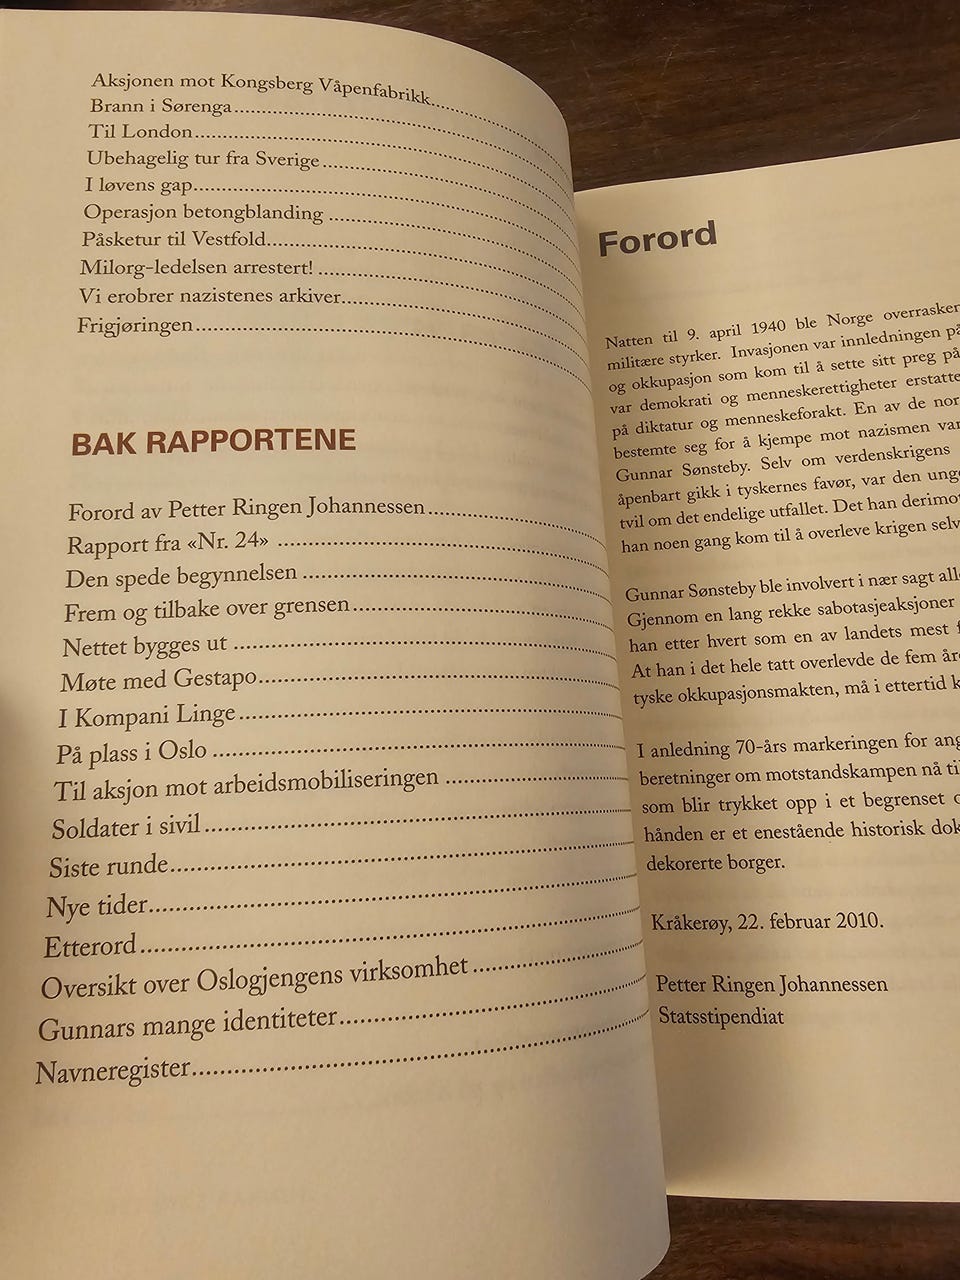 Aksjonen mot Kongsberg Våpenfabrikk
Brann i Sørenga
Til London
Ubehagelig tur fra Sverige
I løvens gap
Operasjon betongblanding
Påsketur til Vestfold
Milorg-ledelsen arrestert!
Vi erobrer nazistenes arkiver
Frigjøringen
BAK RAPPORTENE
Forord av Petter Ringen Johannessen
Rapport fra «Nr. 24»
Den spede begynnelsen
Frem og tilbake over grensen
Nettet bygges ut
Møte med Gestapo
I Kompani Linge
På plass i Oslo
Til aksjon mot arbeidsmobiliseringen
Soldater i sivil
Siste runde
Nye tider
Etterord
Oversikt over Oslogjengens virksomhet
Gunnars mange identiteter
Navneregister
Forord
Natten til 9. april 1940 ble Norge overrasket
militære styrker. Invasjonen var innledningen på
og okkupasjon som kom til å sette sitt preg på
var demokrati og menneskerettigheter erstatte
på diktatur og menneskeforakt. En av de nor
bestemte seg for å kjempe mot nazismen var
Gunnar Sønsteby. Selv om verdenskrigens
åpenbart gikk i tyskernes favør, var den unge
tvil om det endelige utfallet. Det han derimot
han noen gang kom til å overleve krigen selv
Gunnar Sønsteby ble involvert i nær sagt alle
Gjennom en lang rekke sabotasjeaksjoner
han etter hvert som en av landets mest f
At han i det hele tatt overlevde de fem åre
tyske okkupasjonsmakten, må i ettertid k
I anledning 70-års markeringen for ang
beretninger om motstandskampen nå til
som blir trykket opp i et begrenset o
hånden er et enestående historisk dok
dekorerte borger.
Kråkerøy, 22. februar 2010.
Petter Ringen Johannessen
Statsstipendiat